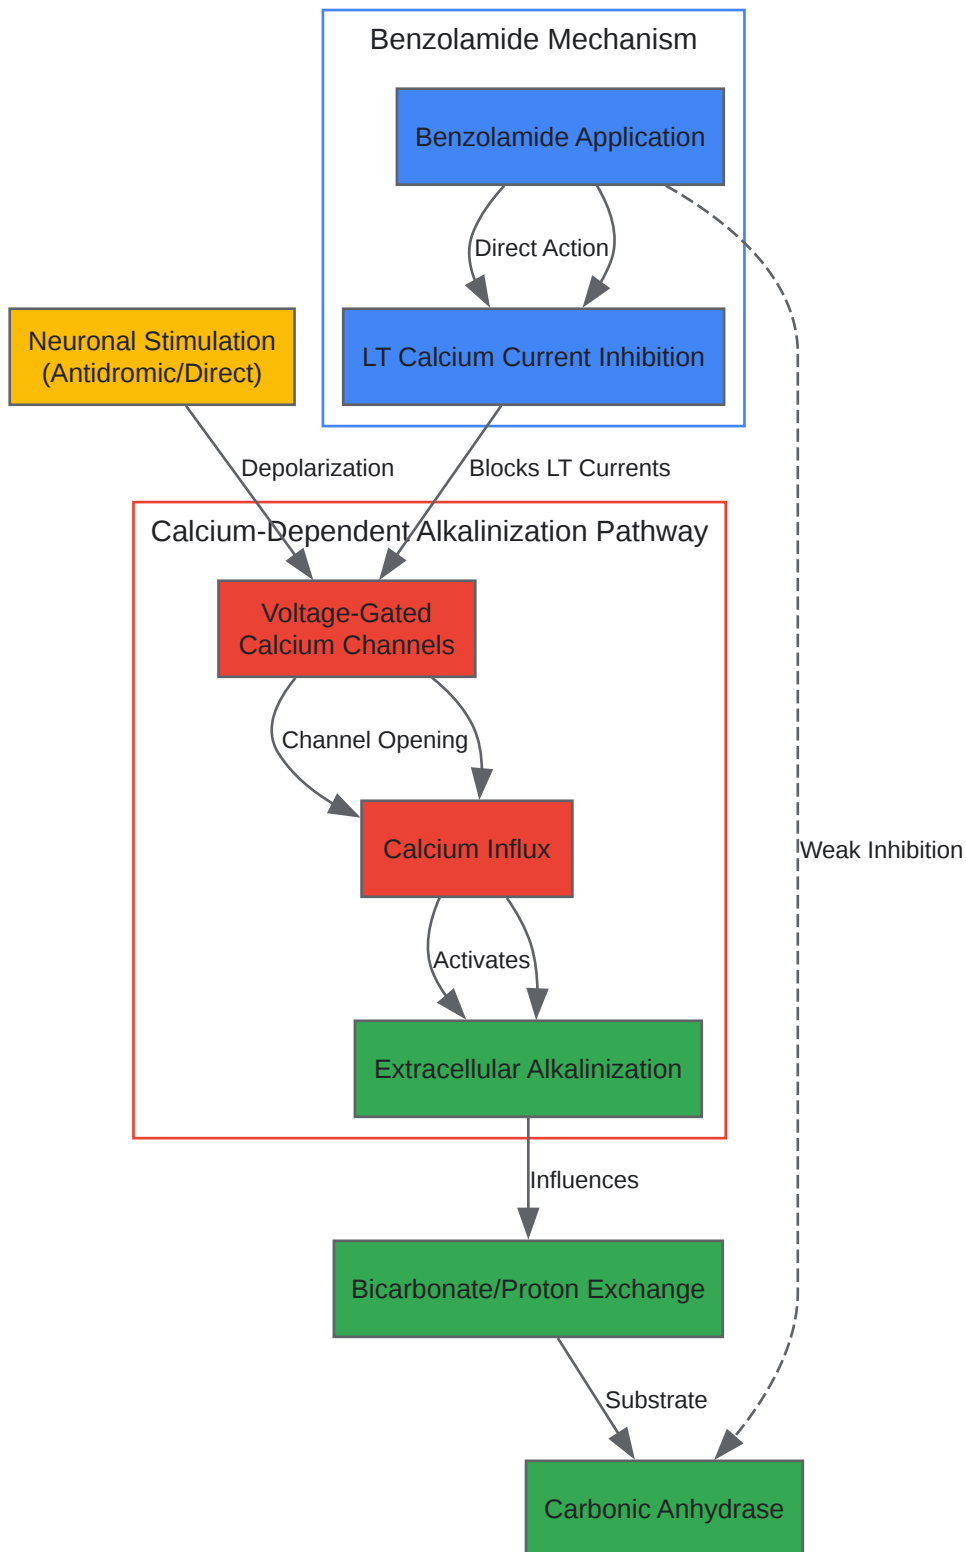 Benzolamide Mechanism
Benzolamide Application
Direct Action
Neuronal Stimulation
(Antidromic/Direct)
LT Calcium Current Inhibition
Depolarization
Blocks LT Currents
Calcium-Dependent Alkalinization Pathway
Voltage-Gated
Calcium Channels
Channel Opening
Calcium Influx
Weak Inhibition
Activates
Extracellular Alkalinization
Influences
Bicarbonate/Proton Exchange
Substrate
Carbonic Anhydrase